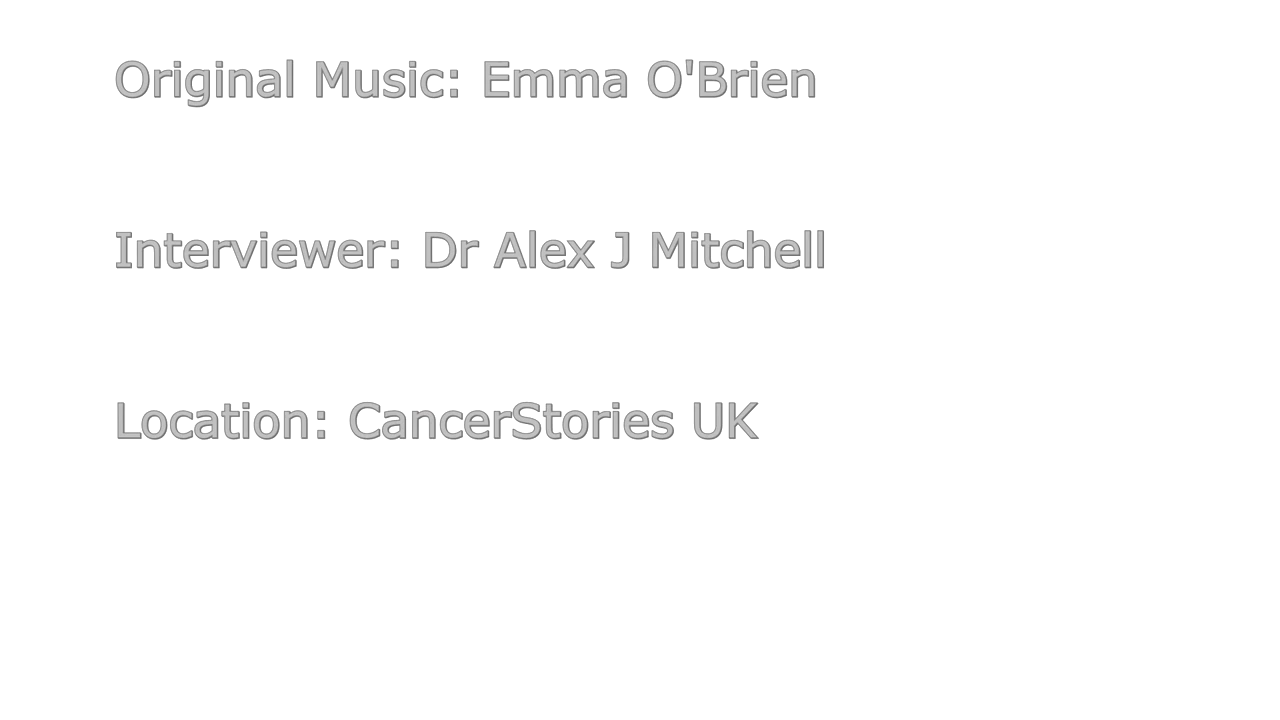 Original Music: Emma O'Brien
Interviewer: Dr Alex J Mitchell
Location: CancerStories UK